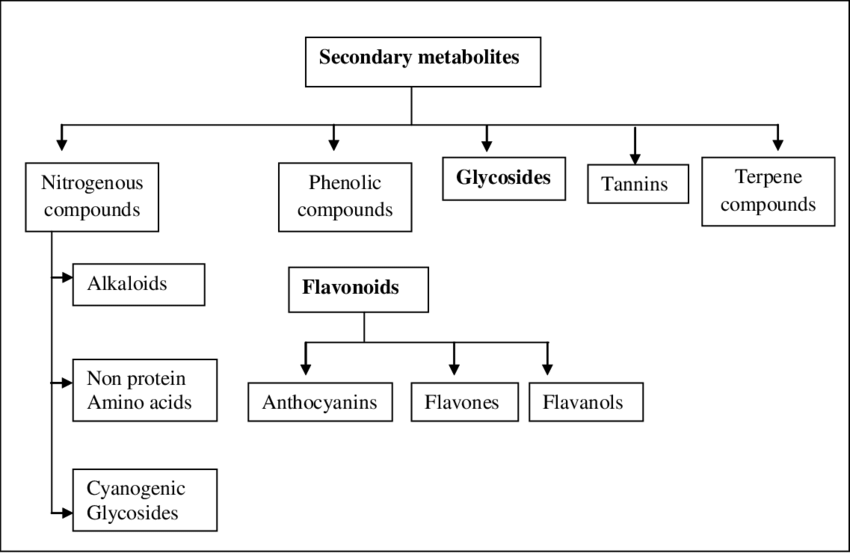 Secondary metabolites
Nitrogenous
compounds
Phenolic
compounds
Glycosides
Tannins
Terpene
compounds
Alkaloids
Flavonoids
Non protein
Amino acids
Anthocyanins
Flavones
Flavanols
Cyanogenic
Glycosides